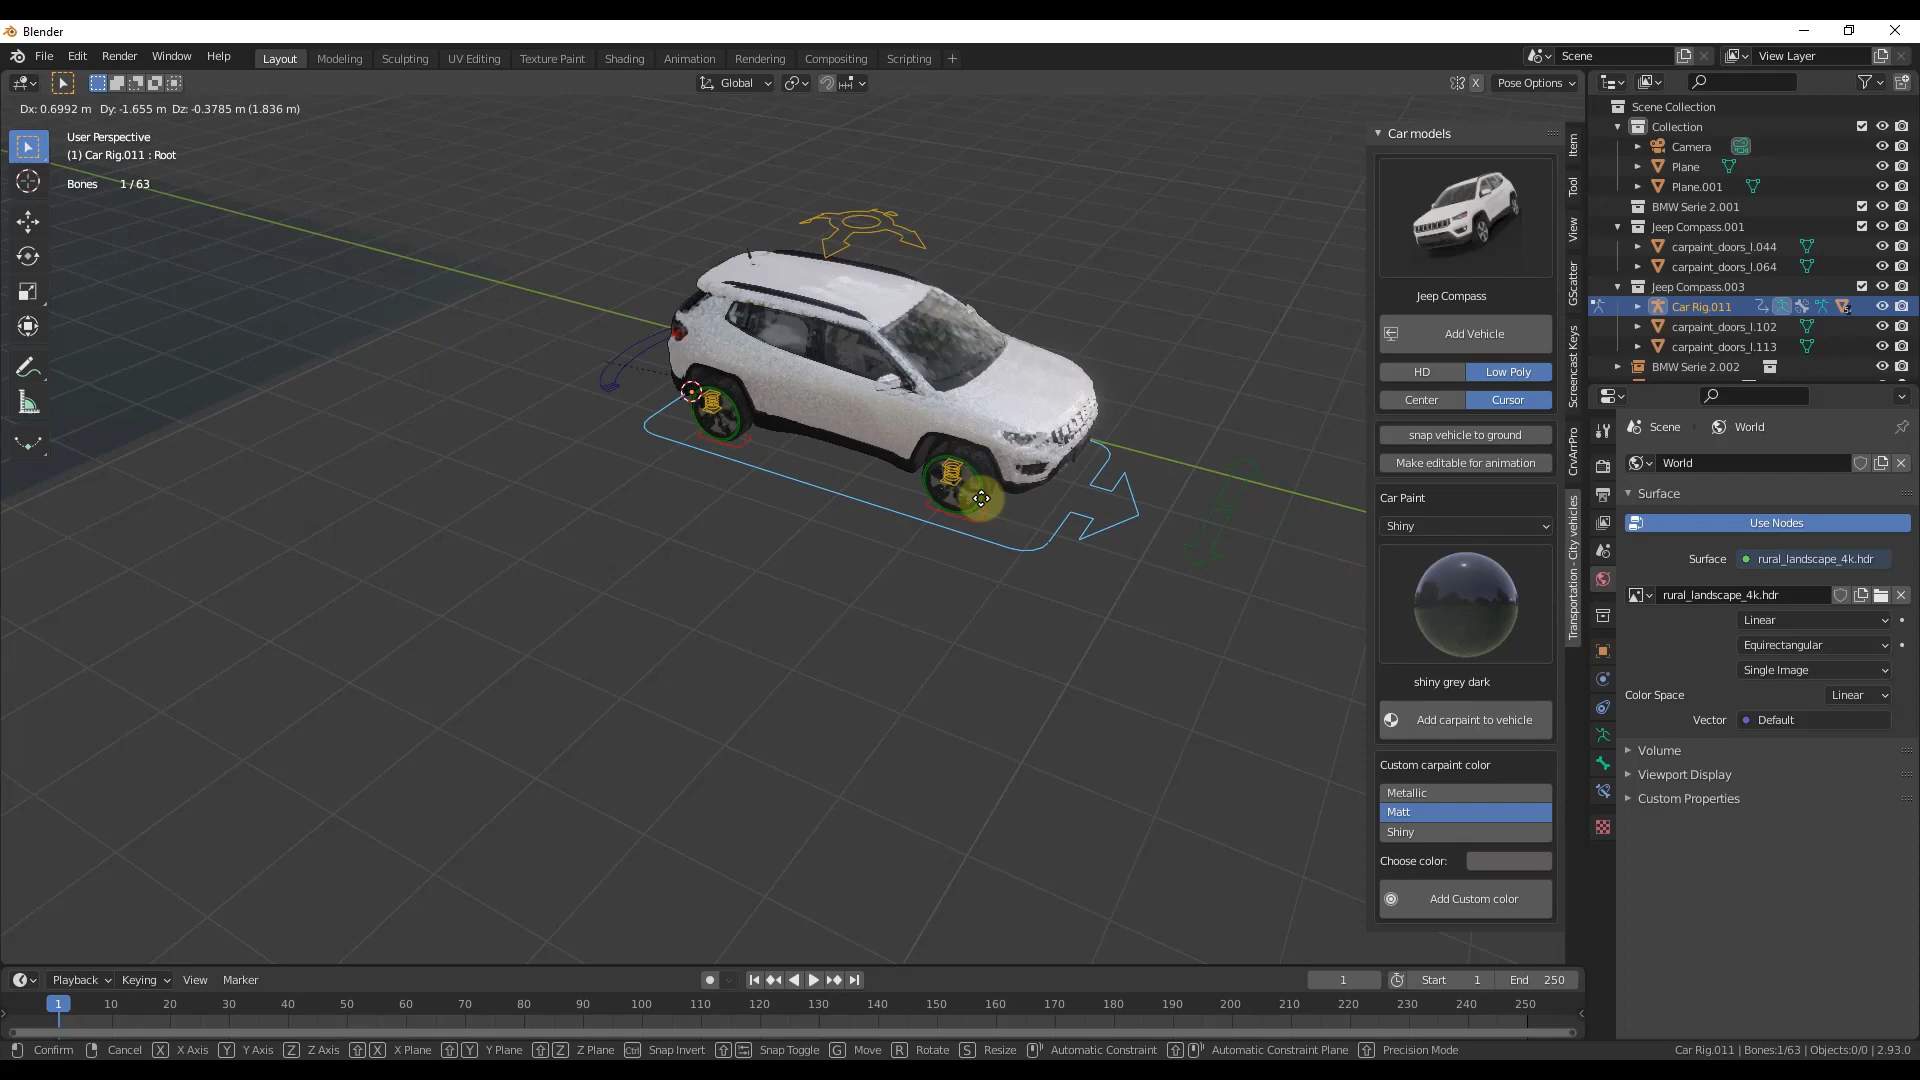 Blender
File Edit Render Window Help Layout Modeling Sculpting UV Editing Texture Paint Shading Animation Rendering Compositing Scripting + Scene View Layer
Global Pose Options
Dx: 0.6992 m Dy: -1.655 m Dz: -0.3785 m (1.836 m)
User Perspective
(1) Car Rig.011 : Root
Bones 1/63
Car models
Jeep Compass
Add Vehicle
HD Low Poly
Center Cursor
snap vehicle to ground
Make editable for animation
Car Paint
Shiny
shiny grey dark
Add carpaint to vehicle
Custom carpaint color
Metallic
Matt
Shiny
Choose color:
Add Custom color
Item
Tool
View
GScatter
Screencast Keys
CrvArrPro
Transportation - City vehicles
Scene Collection
Collection
Camera
Plane
Plane.001
BMW Serie 2.001
Jeep Compass.001
carpaint_doors_l.044
carpaint_doors_l.064
Jeep Compass.003
Car Rig.011
carpaint_doors_l.102
carpaint_doors_l.113
BMW Serie 2.002
Scene World
World
Surface
Use Nodes
Surface rural_landscape_4k.hdr
rural_landscape_4k.hdr
Linear
Equirectangular
Single Image
Color Space Linear
Vector Default
Volume
Viewport Display
Custom Properties
Playback Keying View Marker 1 Start 1 End 250
1 10 20 30 40 50 60 70 80 90 100 110 120 130 140 150 160 170 180 190 200 210 220 230 240 250
Confirm Cancel X X Axis Y Y Axis Z Z Axis X X Plane Y Y Plane Z Z Plane Ctrl Snap Invert Snap Toggle G Move R Rotate S Resize Automatic Constraint Automatic Constraint Plane Precision Mode Car Rig.011 | Bones:1/63 | Objects:0/0 | 2.93.0